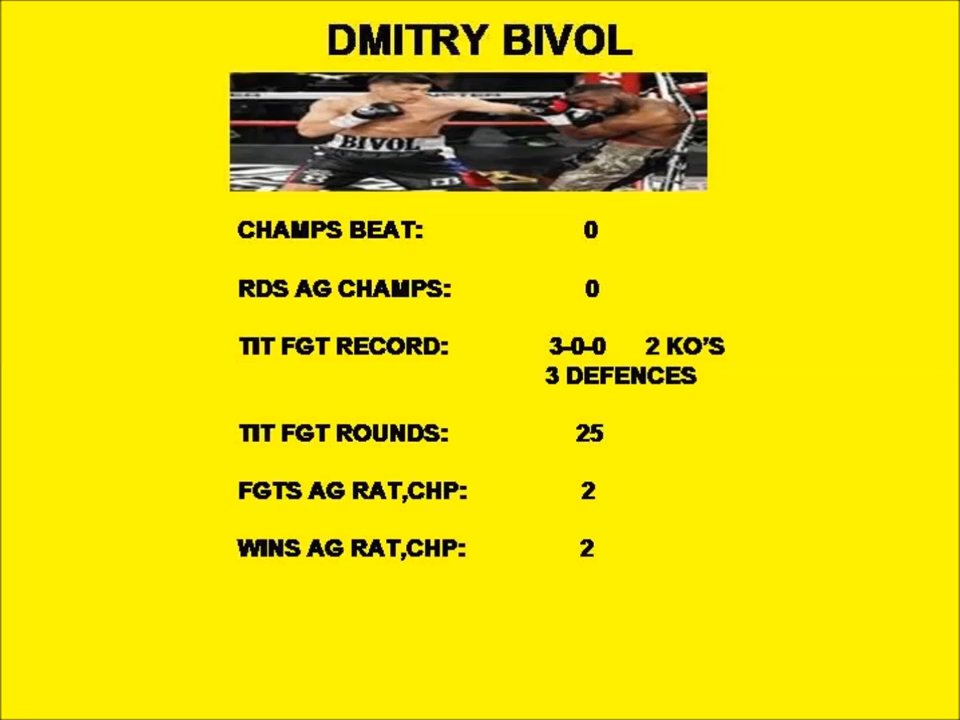 DMITRY BIVOL
BIVOL
CHAMPS BEAT: 0
RDS AG CHAMPS: 0
TIT FGT RECORD: 3-0-0 2 KO'S
3 DEFENCES
TIT FGT ROUNDS: 25
FGTS AG RAT,CHP: 2
WINS AG RAT,CHP: 2